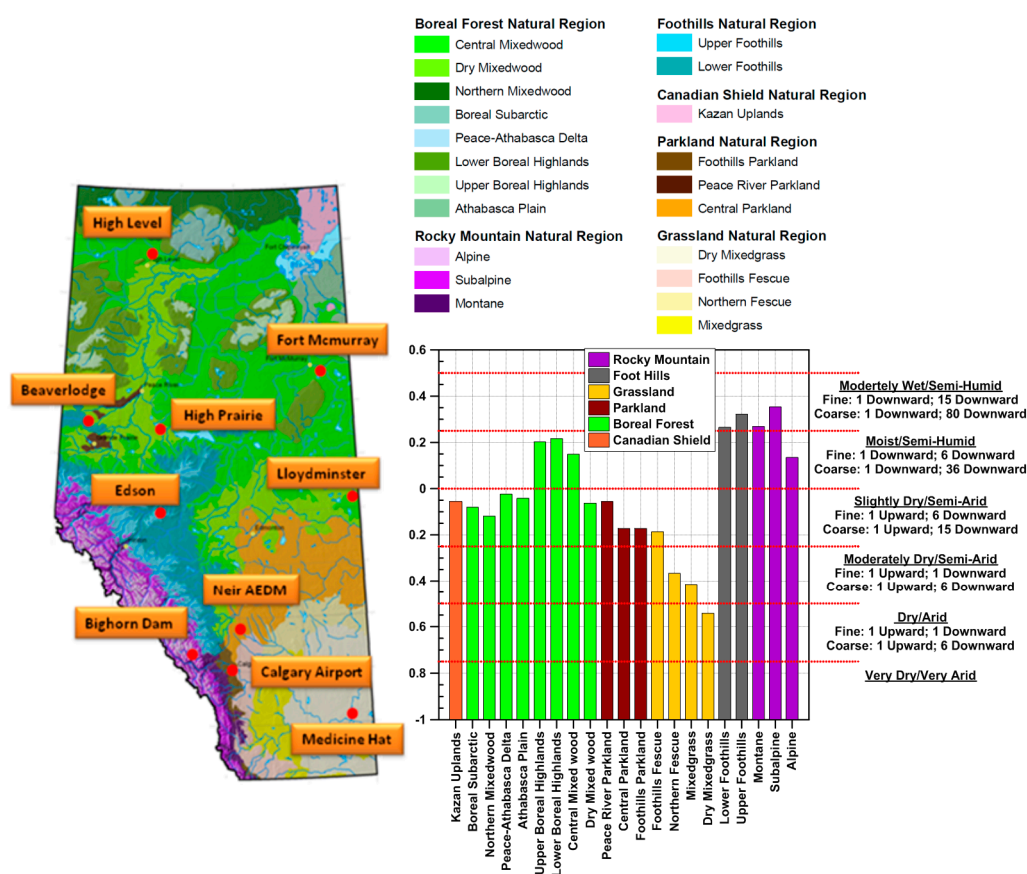 Boreal Forest Natural Region
Central Mixedwood
Dry Mixedwood
Northern Mixedwood
Boreal Subarctic
Peace-Athabasca Delta
Lower Boreal Highlands
Upper Boreal Highlands
Athabasca Plain
Rocky Mountain Natural Region
Alpine
Subalpine
Montane
Foothills Natural Region
Upper Foothills
Lower Foothills
Canadian Shield Natural Region
Kazan Uplands
Parkland Natural Region
Foothills Parkland
Peace River Parkland
Central Parkland
Grassland Natural Region
Dry Mixedgrass
Foothills Fescue
Northern Fescue
Mixedgrass
High Level
Fort Mcmurray
Beaverlodge
High Prairie
Lloydminster
Edson
Neir AEDM
Bighorn Dam
Calgary Airport
Medicine Hat
Peace River
Grande Prairie
Edmonton
0.6
0.4
0.2
0
0.2
0.4
0.6
0.8
-1
Rocky Mountain
Foot Hills
Grassland
Parkland
Boreal Forest
Canadian Shield
Kazan Uplands
Boreal Subarctic
Northern Mixedwood
Peace-Athabasca Delta
Athabasca Plain
Upper Boreal Highlands
Lower Boreal Highlands
Central Mixed wood
Dry Mixed wood
Peace River Parkland
Central Parkland
Foothills Parkland
Foothills Fescue
Northern Fescue
Mixedgrass
Dry Mixedgrass
Lower Foothills
Upper Foothills
Montane
Subalpine
Alpine
Modertely Wet/Semi-Humid
Fine: 1 Downward; 15 Downward
Coarse: 1 Downward; 80 Downward
Moist/Semi-Humid
Fine: 1 Downward; 6 Downward
Coarse: 1 Downward; 36 Downward
Slightly Dry/Semi-Arid
Fine: 1 Upward; 6 Downward
Coarse: 1 Upward; 15 Downward
Moderately Dry/Semi-Arid
Fine: 1 Upward; 1 Downward
Coarse: 1 Upward; 6 Downward
Dry/Arid
Fine: 1 Upward; 1 Downward
Coarse: 1 Upward; 6 Downward
Very Dry/Very Arid